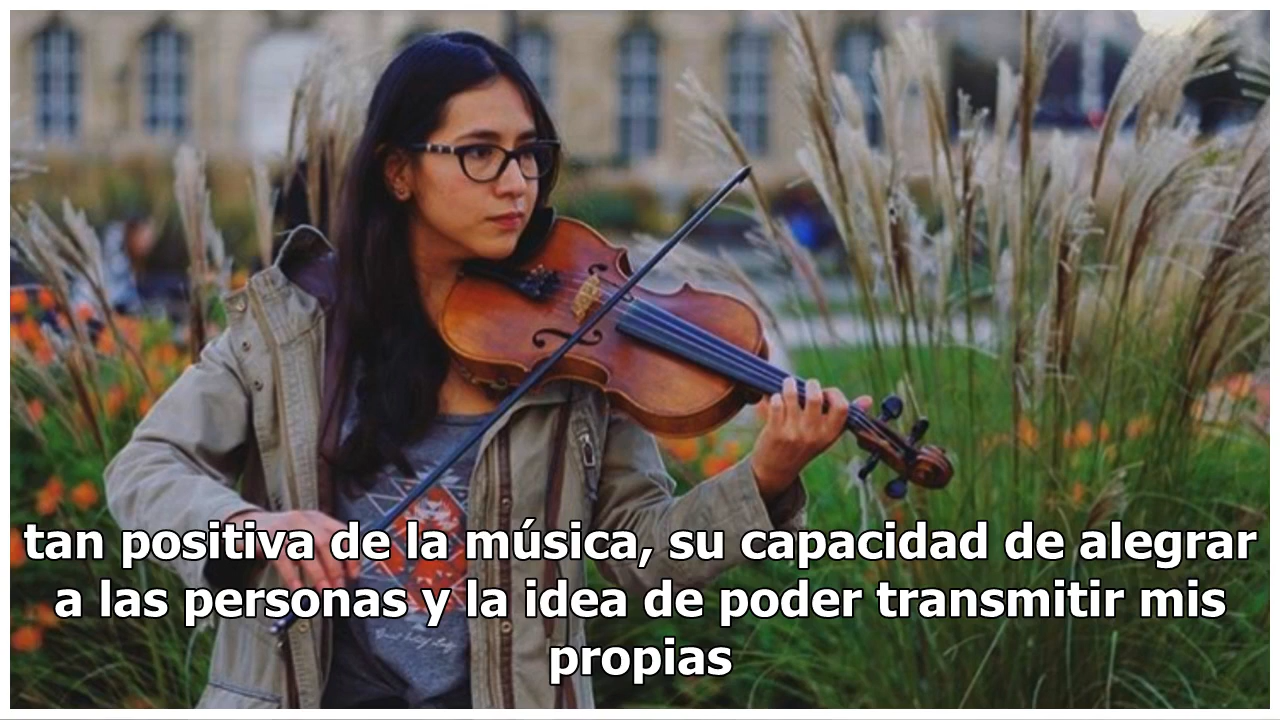 tan positiva de la música, su capacidad de alegrar
a las personas y la idea de poder transmitir mis
propias